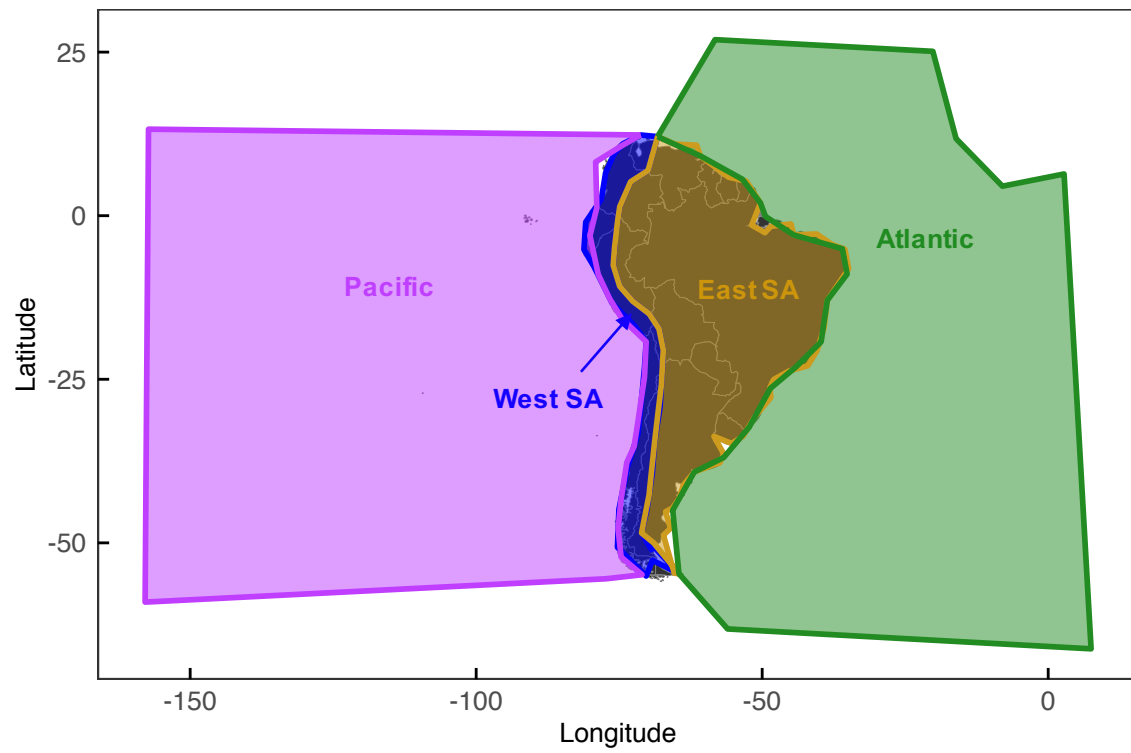 25
0
-25
-50
Latitude
Atlantic
Pacific
East SA
West SA
-150
-100
-50
0
Longitude